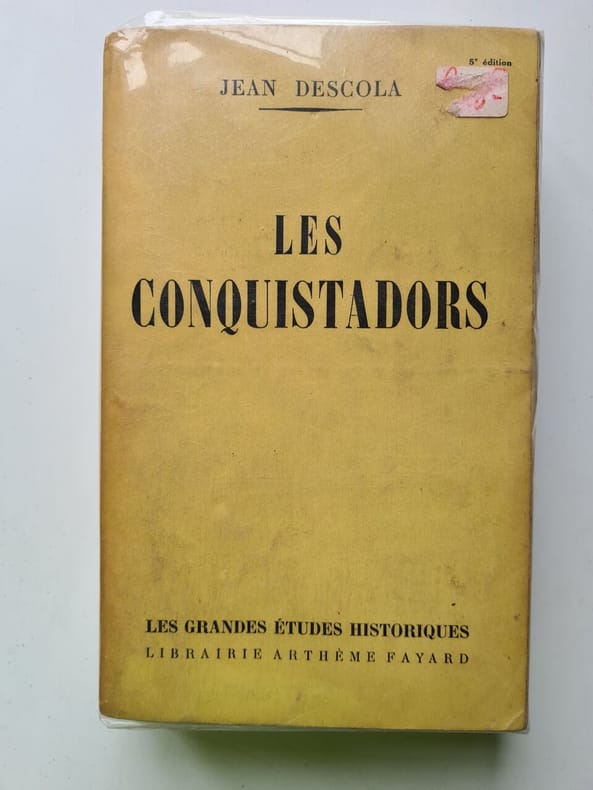 5e édition
JEAN DESCOLA
LES
CONQUISTADORS
LES GRANDES ÉTUDES HISTORIQUES
LIBRAIRIE ARTHÈME FAYARD